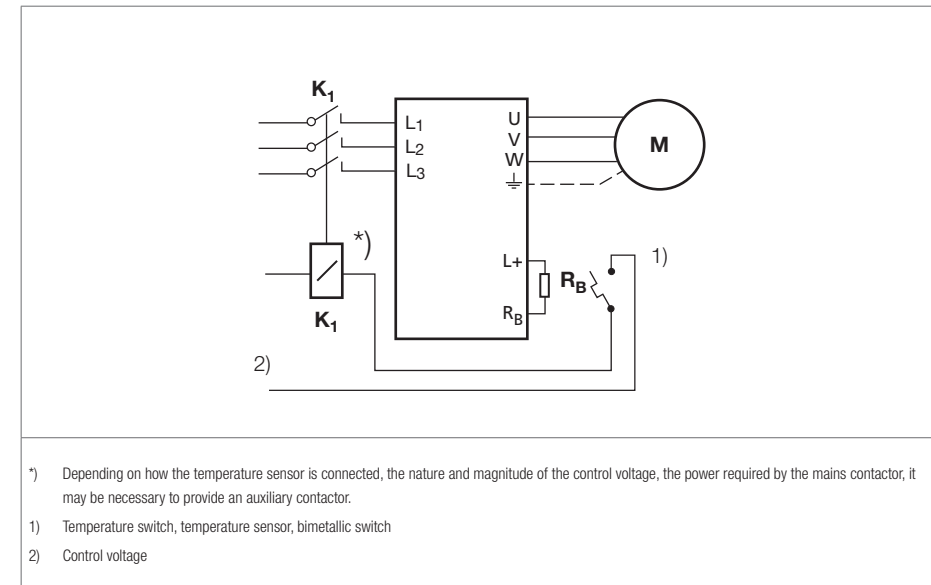 K1
L1
U
L2
V
L3
W
M
*)
K1
L+
RB
RB
1)
2)
*) Depending on how the temperature sensor is connected, the nature and magnitude of the control voltage, the power required by the mains contactor, it
may be necessary to provide an auxiliary contactor.
1) Temperature switch, temperature sensor, bimetallic switch
2) Control voltage